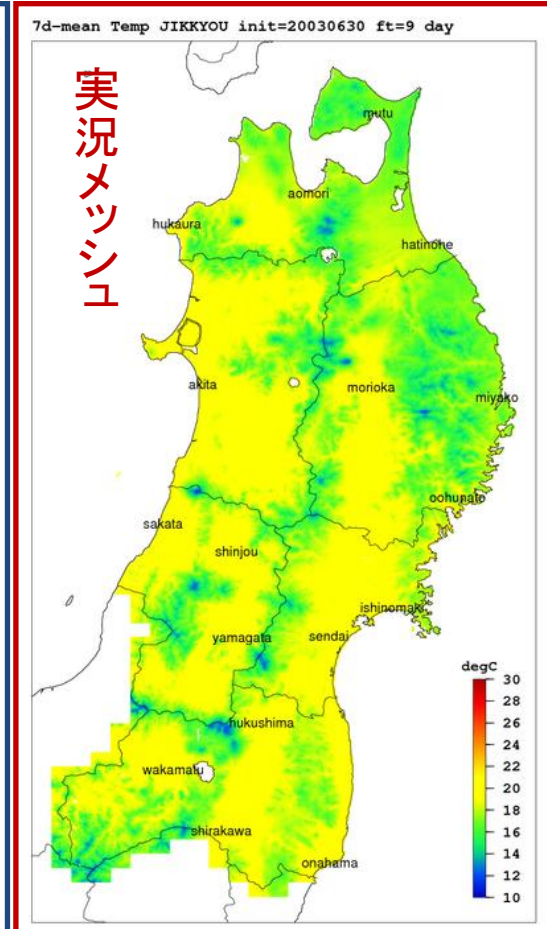 7d-mean Temp JIKKYOU init=20030630 ft=9 day
実況メッシュ
mutu
aomori
hukaura
hatinohe
akita
morioka
miyako
oohunato
sakata
shinjou
ishinomaki
yamagata
sendai
degC
30
28
26
24
22
20
18
16
14
12
10
hukushima
wakamatu
shirakawa
onahama